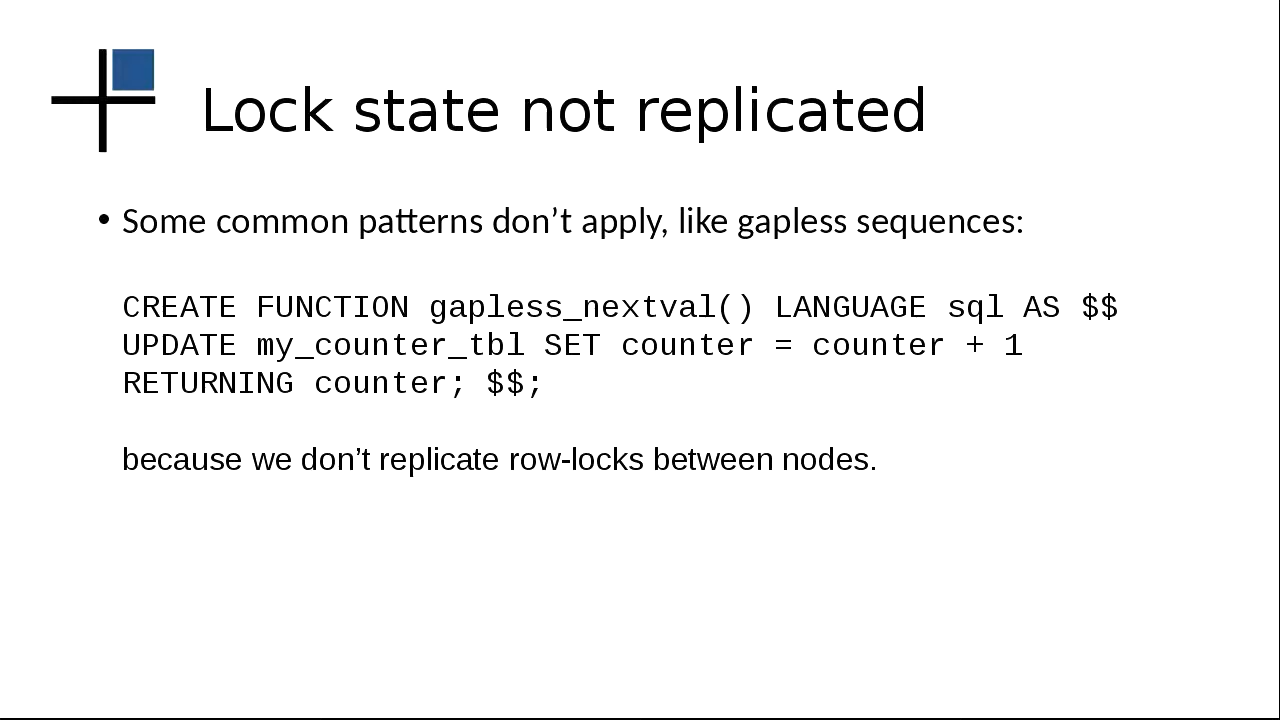 Lock state not replicated
• Some common patterns don’t apply, like gapless sequences:
CREATE FUNCTION gapless_nextval() LANGUAGE sql AS $$
UPDATE my_counter_tbl SET counter = counter + 1
RETURNING counter; $$;
because we don’t replicate row-locks between nodes.